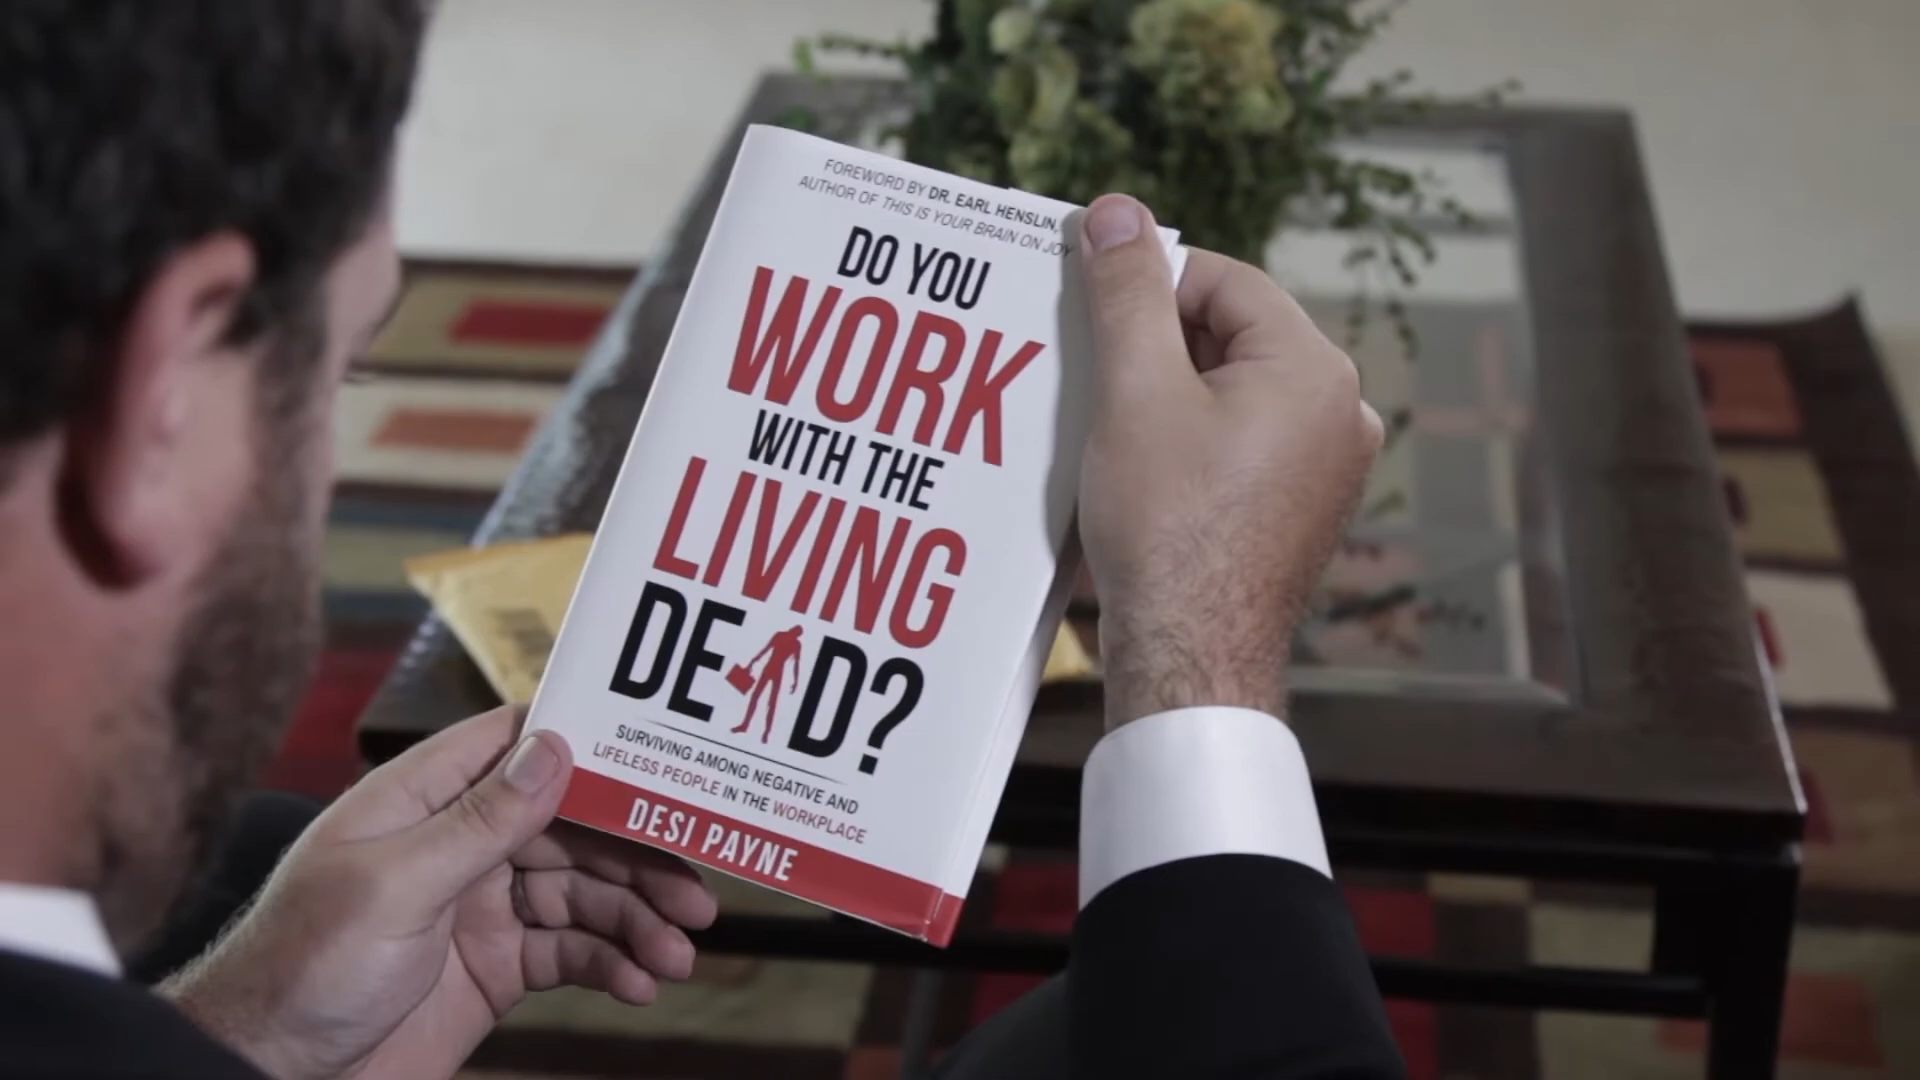 FOREWORD BY DR. EARL HENSLIN,
AUTHOR OF THIS IS YOUR BRAIN ON JOY
DO YOU
WORK
WITH THE
LIVING
DEAD?
SURVIVING AMONG NEGATIVE AND
LIFELESS PEOPLE IN THE WORKPLACE
DESI PAYNE